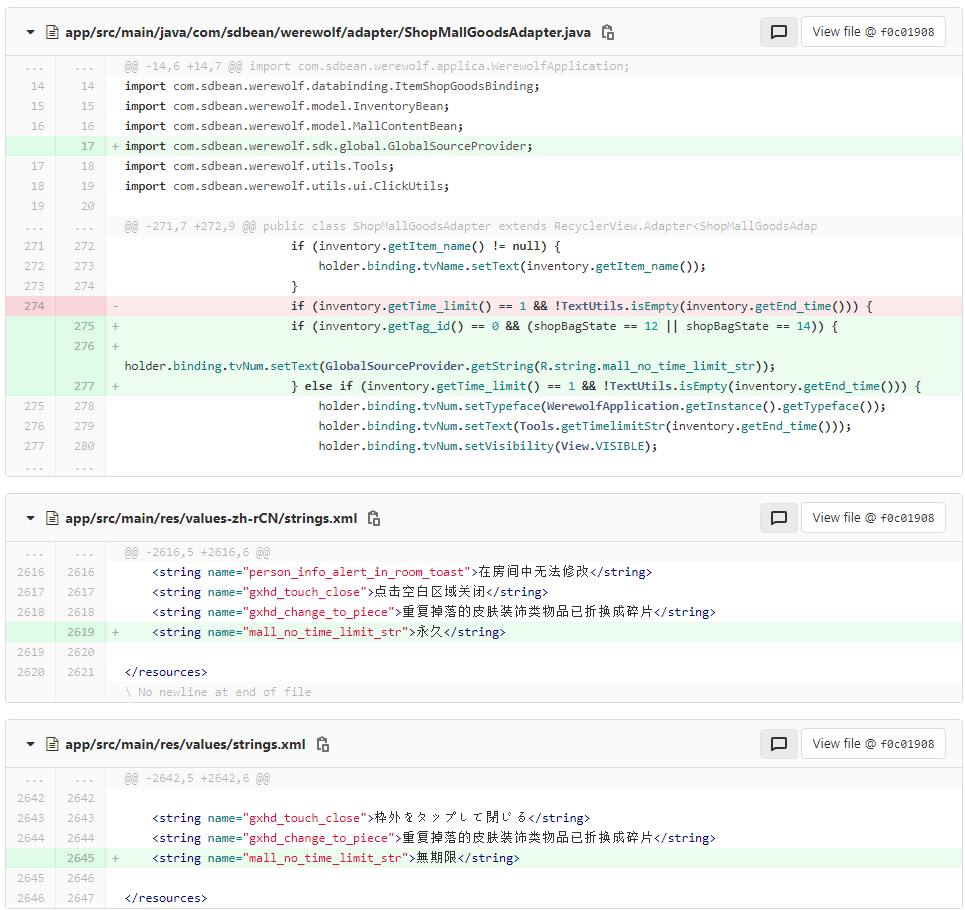 app/src/main/java/com/sdbean/werewolf/adapter/ShopMallGoodsAdapter.java View file @ f0c01908
... ... @@ -14,6 +14,7 @@ import com.sdbean.werewolf.applica.WerewolfApplication;
14 14 import com.sdbean.werewolf.databinding.ItemShopGoodsBinding;
15 15 import com.sdbean.werewolf.model.InventoryBean;
16 16 import com.sdbean.werewolf.model.MallContentBean;
17 + import com.sdbean.werewolf.sdk.global.GlobalSourceProvider;
17 18 import com.sdbean.werewolf.utils.Tools;
18 19 import com.sdbean.werewolf.utils.ui.ClickUtils;
19 20
... ... @@ -271,7 +272,9 @@ public class ShopMallGoodsAdapter extends RecyclerView.Adapter<ShopMallGoodsAdap
271 272 if (inventory.getItem_name() != null) {
272 273 holder.binding.tvName.setText(inventory.getItem_name());
273 274 }
274 - if (inventory.getTime_limit() == 1 && !TextUtils.isEmpty(inventory.getEnd_time())) {
275 + if (inventory.getTag_id() == 0 && (shopBagState == 12 || shopBagState == 14)) {
276 +
holder.binding.tvNum.setText(GlobalSourceProvider.getString(R.string.mall_no_time_limit_str));
277 + } else if (inventory.getTime_limit() == 1 && !TextUtils.isEmpty(inventory.getEnd_time())) {
275 278 holder.binding.tvNum.setTypeface(WerewolfApplication.getInstance().getTypeface());
276 279 holder.binding.tvNum.setText(Tools.getTimelimitStr(inventory.getEnd_time()));
277 280 holder.binding.tvNum.setVisibility(View.VISIBLE);
... ...
app/src/main/res/values-zh-rCN/strings.xml View file @ f0c01908
... ... @@ -2616,5 +2616,6 @@
2616 2616 <string name="person_info_alert_in_room_toast">在房间中无法修改</string>
2617 2617 <string name="gxhd_touch_close">点击空白区域关闭</string>
2618 2618 <string name="gxhd_change_to_piece">重复掉落的皮肤装饰类物品已折换成碎片</string>
2619 + <string name="mall_no_time_limit_str">永久</string>
2619 2620
2620 2621 </resources>
\ No newline at end of file
app/src/main/res/values/strings.xml View file @ f0c01908
... ... @@ -2642,5 +2642,6 @@
2642 2642
2643 2643 <string name="gxhd_touch_close">枠外をタップして閉じる</string>
2644 2644 <string name="gxhd_change_to_piece">重复掉落的皮肤装饰类物品已折换成碎片</string>
2645 + <string name="mall_no_time_limit_str">無期限</string>
2645 2646
2646 2647 </resources>